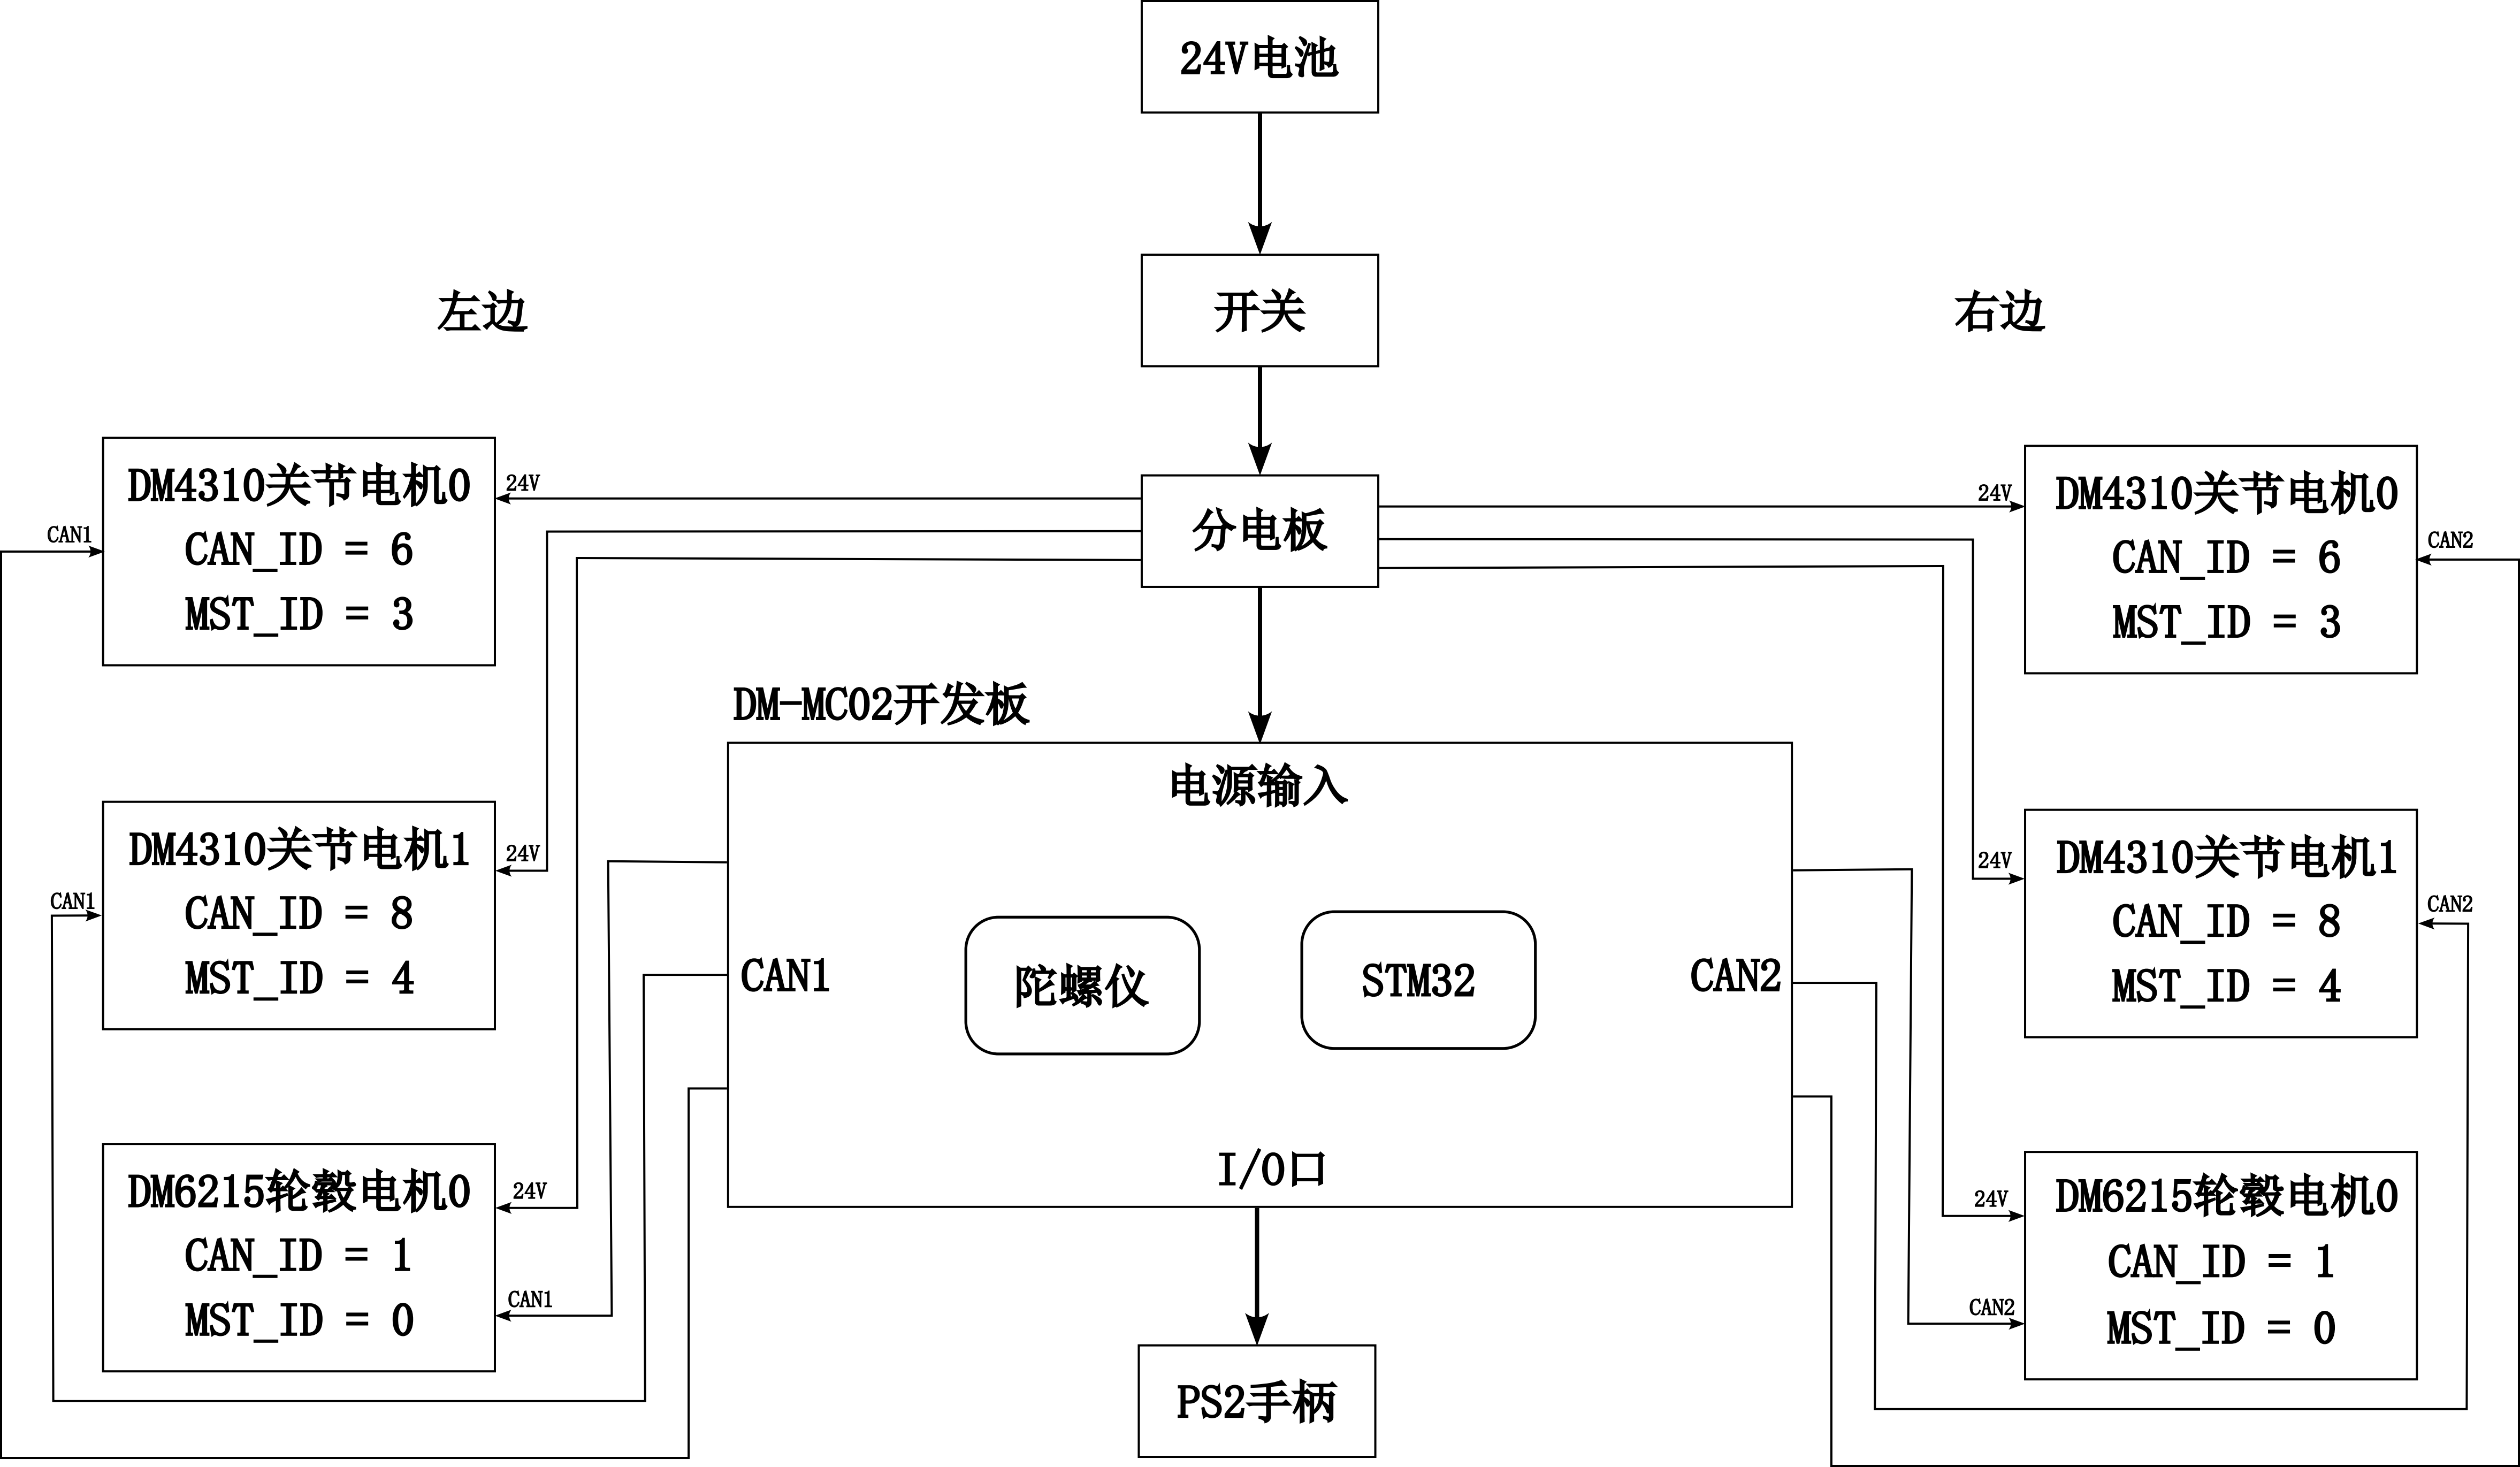 24V电池
开关
左边
右边
DM4310关节电机0
CAN_ID = 6
MST_ID = 3
24V
CAN1
分电板
24V
DM4310关节电机0
CAN_ID = 6
MST_ID = 3
CAN2
DM-MC02开发板
电源输入
DM4310关节电机1
CAN_ID = 8
MST_ID = 4
24V
CAN1
CAN1
陀螺仪
STM32
CAN2
24V
DM4310关节电机1
CAN_ID = 8
MST_ID = 4
CAN2
I/O口
DM6215轮毂电机0
CAN_ID = 1
MST_ID = 0
24V
CAN1
24V
CAN2
DM6215轮毂电机0
CAN_ID = 1
MST_ID = 0
PS2手柄